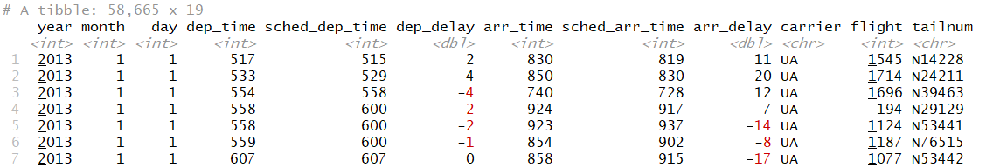 # A tibble: 58,665 x 19
year month day dep_time sched_dep_time dep_delay arr_time sched_arr_time arr_delay carrier flight tailnum
<int> <int> <int> <int> <int> <dbl> <int> <int> <dbl> <chr> <int> <chr>
1 2013 1 1 517 515 2 830 819 11 UA 1545 N14228
2 2013 1 1 533 529 4 850 830 20 UA 1714 N24211
3 2013 1 1 554 558 -4 740 728 12 UA 1696 N39463
4 2013 1 1 558 600 -2 924 917 7 UA 194 N29129
5 2013 1 1 558 600 -2 923 937 -14 UA 1124 N53441
6 2013 1 1 559 600 -1 854 902 -8 UA 1187 N76515
7 2013 1 1 607 607 0 858 915 -17 UA 1077 N53442